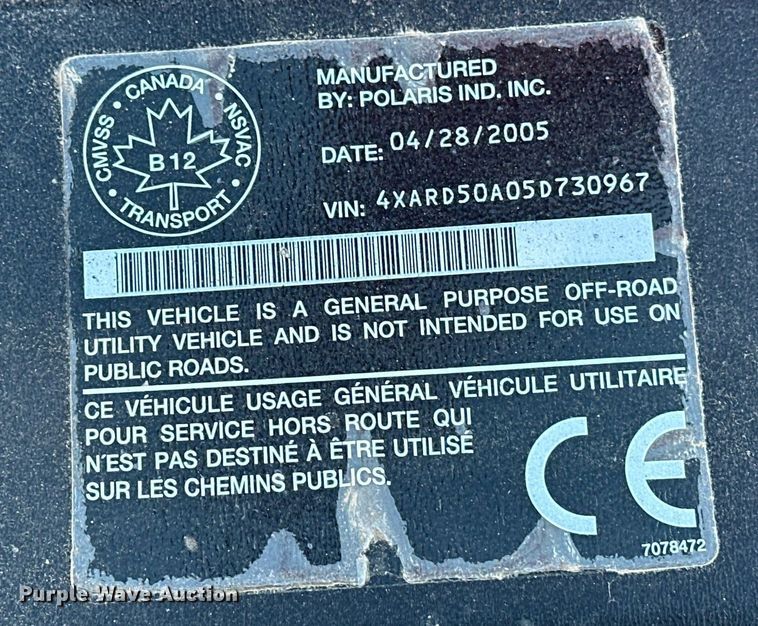 CMVSS • CANADA • NSVAC • TRANSPORT •
B 12
MANUFACTURED
BY: POLARIS IND. INC.
DATE: 04/28/2005
VIN: 4XARD50A05D730967
THIS VEHICLE IS A GENERAL PURPOSE OFF-ROAD
UTILITY VEHICLE AND IS NOT INTENDED FOR USE ON
PUBLIC ROADS.
CE VÉHICULE USAGE GÉNÉRAL VÉHICULE UTILITAIRE
POUR SERVICE HORS ROUTE QUI
N'EST PAS DESTINÉ À ÊTRE UTILISÉ
SUR LES CHEMINS PUBLICS.
CE
7078472
Purple Wave Auction